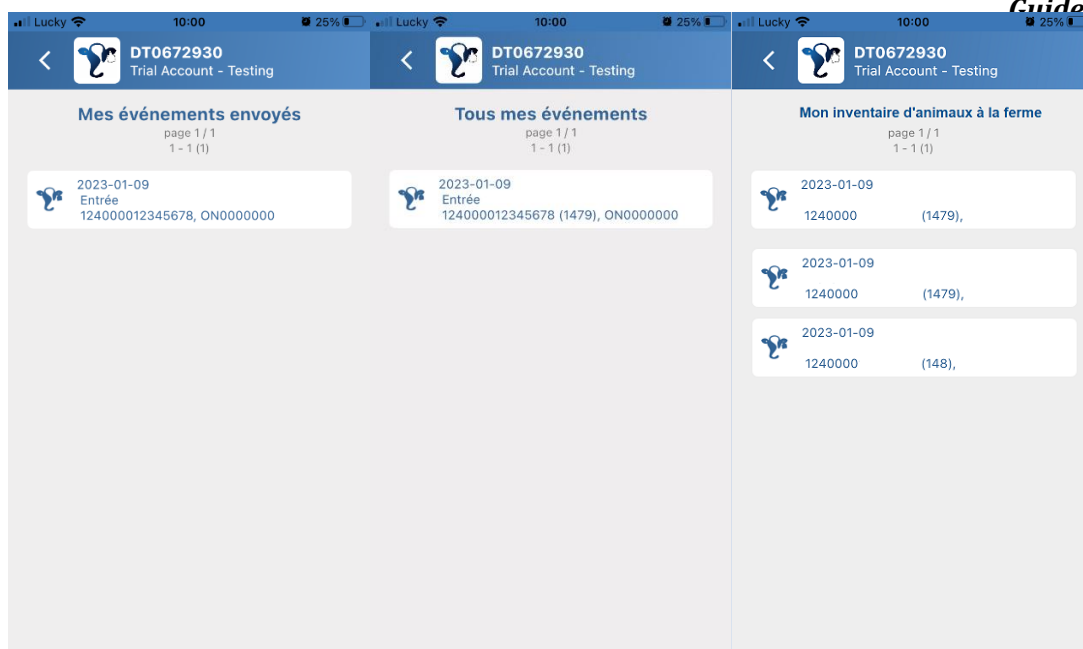 Guide
Lucky 10:00 25%
DT0672930
Trial Account - Testing
Mes événements envoyés
page 1 / 1
1 - 1 (1)
2023-01-09
Entrée
124000012345678, ON0000000
Lucky 10:00 25%
DT0672930
Trial Account - Testing
Tous mes événements
page 1 / 1
1 - 1 (1)
2023-01-09
Entrée
124000012345678 (1479), ON0000000
Lucky 10:00 25%
DT0672930
Trial Account - Testing
Mon inventaire d'animaux à la ferme
page 1 / 1
1 - 1 (1)
2023-01-09
1240000 (1479),
2023-01-09
1240000 (1479),
2023-01-09
1240000 (148),